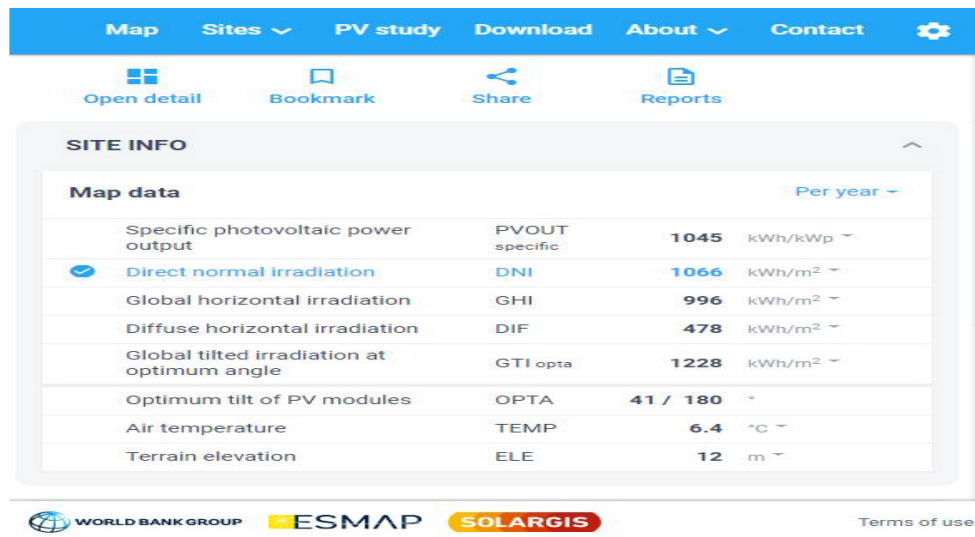 Map Sites PV study Download About Contact
Open detail Bookmark Share Reports
SITE INFO
Map data Per year
Specific photovoltaic power output PVOUT specific 1045 kWh/kWp
Direct normal irradiation DNI 1066 kWh/m²
Global horizontal irradiation GHI 996 kWh/m²
Diffuse horizontal irradiation DIF 478 kWh/m²
Global tilted irradiation at optimum angle GTI opta 1228 kWh/m²
Optimum tilt of PV modules OPTA 41 / 180 °
Air temperature TEMP 6.4 °C
Terrain elevation ELE 12 m
WORLD BANK GROUP ESMAP SOLARGIS Terms of use